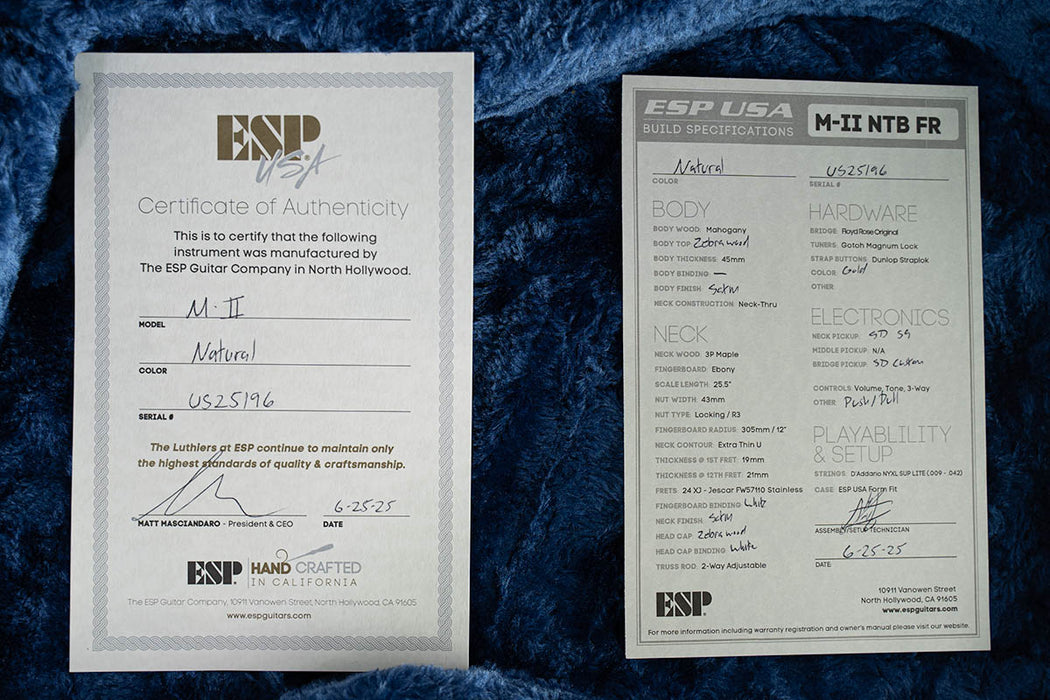 ESP
USA
Certificate of Authenticity
This is to certify that the following
instrument was manufactured by
The ESP Guitar Company in North Hollywood.
M-II
MODEL
Natural
COLOR
US25196
SERIAL #
The Luthiers at ESP continue to maintain only
the highest standards of quality & craftsmanship.
6-25-25
MATT MASCIANDARO - President & CEO
DATE
ESP HAND CRAFTED
IN CALIFORNIA
The ESP Guitar Company, 10911 Vanowen Street, North Hollywood, CA 91605
www.espguitars.com
ESP USA
BUILD SPECIFICATIONS
M-II NTB FR
Natural
COLOR
US25196
SERIAL #
BODY
BODY WOOD: Mahogany
BODY TOP: Zebrawood
BODY THICKNESS: 45mm
BODY BINDING: —
BODY FINISH: Satin
NECK CONSTRUCTION: Neck-Thru
NECK
NECK WOOD: 3P Maple
FINGERBOARD: Ebony
SCALE LENGTH: 25.5"
NUT WIDTH: 43mm
NUT TYPE: Locking / R3
FINGERBOARD RADIUS: 305mm / 12"
NECK CONTOUR: Extra Thin U
THICKNESS @ 1ST FRET: 19mm
THICKNESS @ 12TH FRET: 21mm
FRETS: 24 XJ - Jescar FW57110 Stainless
FINGERBOARD BINDING: White
NECK FINISH: Satin
HEAD CAP: Zebrawood
HEAD CAP BINDING: White
TRUSS ROD: 2-Way Adjustable
HARDWARE
BRIDGE: Floyd Rose Original
TUNERS: Gotoh Magnum Lock
STRAP BUTTONS: Dunlop Straplok
COLOR: Gold
OTHER:
ELECTRONICS
NECK PICKUP: SD 59
MIDDLE PICKUP: N/A
BRIDGE PICKUP: SD Custom
CONTROLS: Volume, Tone, 3-Way
OTHER: Push/Pull
PLAYABLILITY
& SETUP
STRINGS: D'Addario NYXL SUP LITE (.009 - .042)
CASE: ESP USA Form Fit
ASSEMBLY/SETUP TECHNICIAN
6-25-25
DATE
ESP
10911 Vanowen Street
North Hollywood, CA 91605
www.espguitars.com
For more information including warranty registration and owner's manual please visit our website.